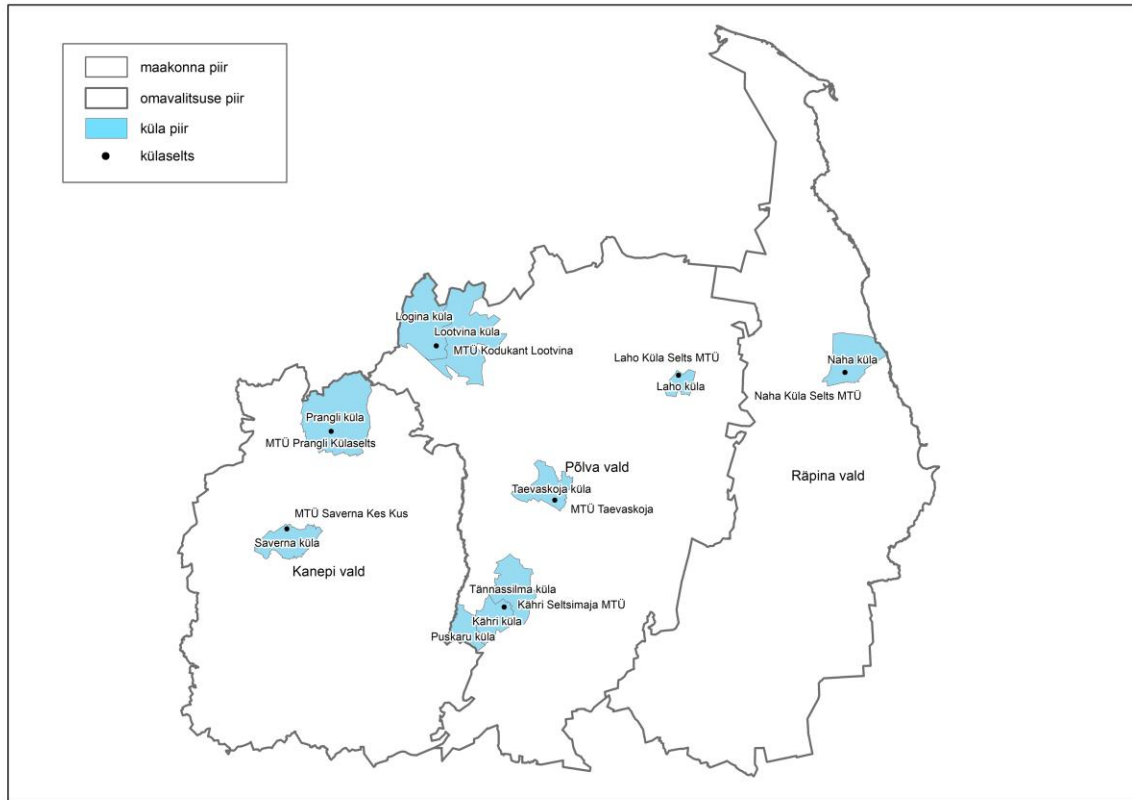 maakonna piir
omavalitsuse piir
küla piir
külaselts
Logina küla
Lootvina küla
MTÜ Kodukant Lootvina
Laho Küla Selts MTÜ
Laho küla
Naha küla
Naha Küla Selts MTÜ
Prangli küla
MTÜ Prangli Külaselts
Põlva vald
Räpina vald
Taevaskoja küla
MTÜ Taevaskoja
MTÜ Saverna Kes Kus
Saverna küla
Kanepi vald
Tännassilma küla
Kähri Seltsimaja MTÜ
Kähri küla
Puskaru küla